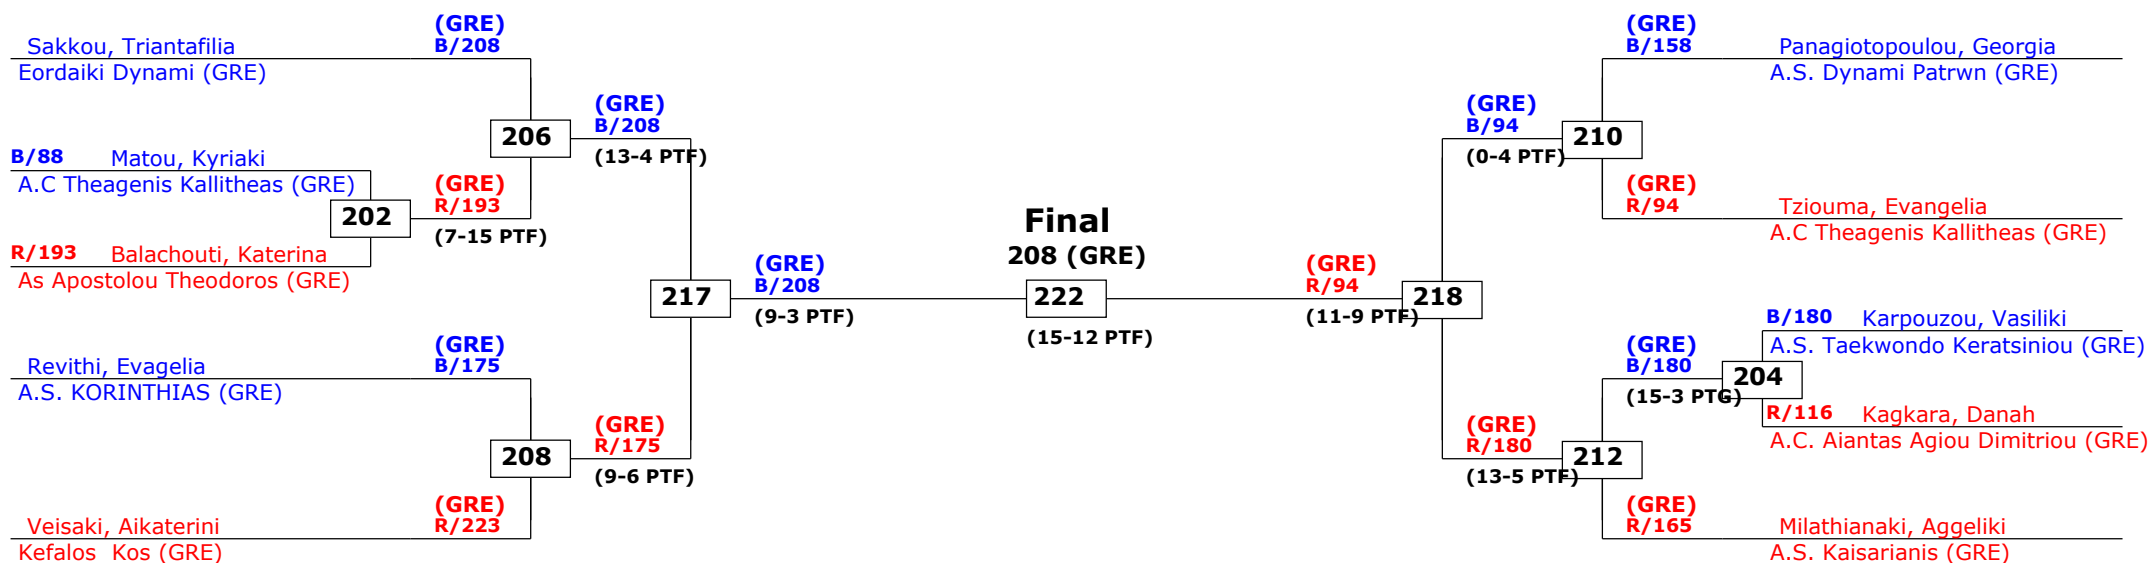 (GRE)
B/208
Sakkou, Triantafilia
Eordaiki Dynami (GRE)
(GRE)
B/208
(13-4 PTF)
206
B/88 Matou, Kyriaki
A.C Theagenis Kallitheas (GRE)
202
(GRE)
R/193
(7-15 PTF)
R/193 Balachouti, Katerina
As Apostolou Theodoros (GRE)
217
(GRE)
B/208
(9-3 PTF)
(GRE)
B/175
Revithi, Evagelia
A.S. KORINTHIAS (GRE)
208
(GRE)
R/175
(9-6 PTF)
(GRE)
R/223
Veisaki, Aikaterini
Kefalos  Kos (GRE)
Final
208 (GRE)
222
(15-12 PTF)
(GRE)
R/94
(11-9 PTF)
218
(GRE)
B/158
Panagiotopoulou, Georgia
A.S. Dynami Patrwn (GRE)
(GRE)
B/94
(0-4 PTF)
210
(GRE)
R/94
Tziouma, Evangelia
A.C Theagenis Kallitheas (GRE)
B/180 Karpouzou, Vasiliki
A.S. Taekwondo Keratsiniou (GRE)
(GRE)
B/180
(15-3 PTG)
204
R/116 Kagkara, Danah
A.C. Aiantas Agiou Dimitriou (GRE)
(GRE)
R/180
(13-5 PTF)
212
(GRE)
R/165
Milathianaki, Aggeliki
A.S. Kaisarianis (GRE)